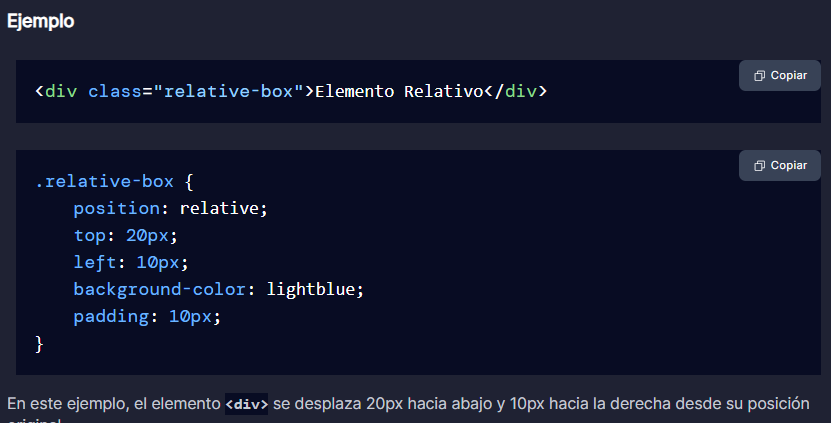 Ejemplo
Copiar
<div class="relative-box">Elemento Relativo</div>
Copiar
.relative-box {
position: relative;
top: 20px;
left: 10px;
background-color: lightblue;
padding: 10px;
}
En este ejemplo, el elemento <div> se desplaza 20px hacia abajo y 10px hacia la derecha desde su posición